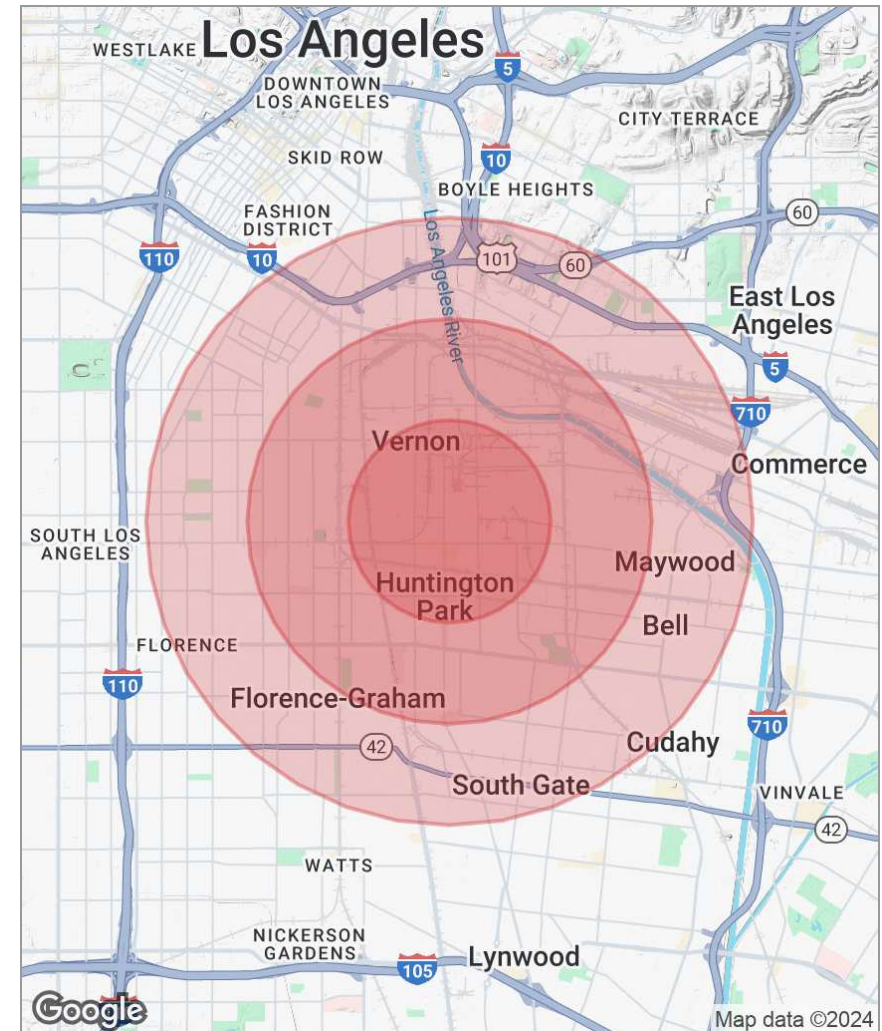 WESTLAKE
Los Angeles
5
DOWNTOWN
LOS ANGELES
CITY TERRACE
SKID ROW
10
BOYLE HEIGHTS
FASHION
DISTRICT
60
110
10
Los Angeles River
101
60
East Los
Angeles
5
710
Vernon
Commerce
SOUTH LOS
ANGELES
Maywood
Huntington
Park
Bell
FLORENCE
110
Florence-Graham
710
42
Cudahy
South Gate
VINVALE
42
WATTS
NICKERSON
GARDENS
Lynwood
105
Google
Map data ©2024